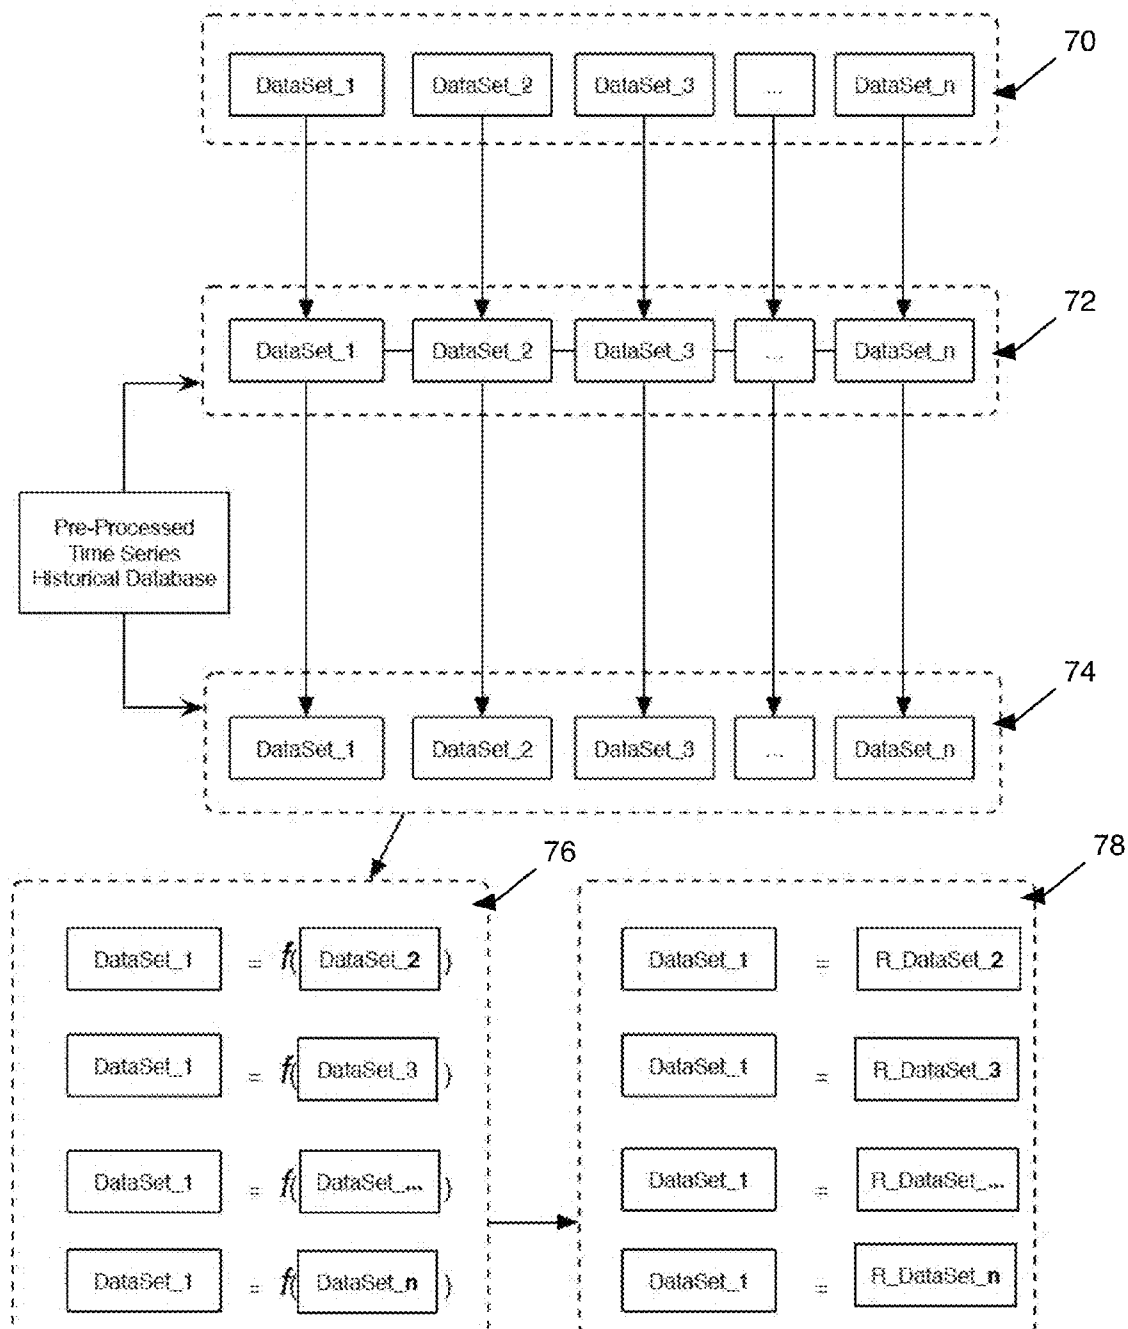 70
DataSet_1 DataSet_2 DataSet_3 ... DataSet_n
72
DataSet_1 DataSet_2 DataSet_3 ... DataSet_n
Pre-Processed
Time Series
Historical Database
74
DataSet_1 DataSet_2 DataSet_3 ... DataSet_n
76
DataSet_1 = f( DataSet_2 )
DataSet_1 = f( DataSet_3 )
DataSet_1 = f( DataSet_... )
DataSet_1 = f( DataSet_n )
78
DataSet_1 = R_DataSet_2
DataSet_1 = R_DataSet_3
DataSet_1 = R_DataSet_...
DataSet_1 = R_DataSet_n